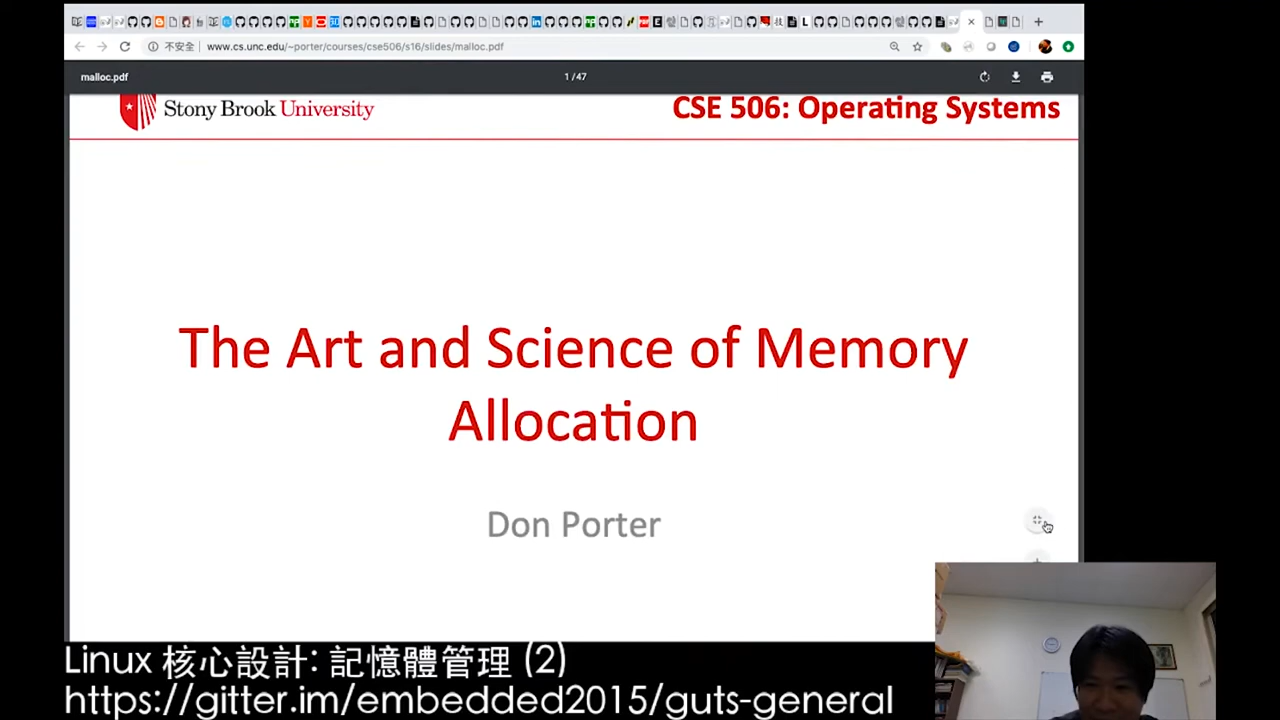 不安全 www.cs.unc.edu/~porter/courses/cse506/s16/slides/malloc.pdf
malloc.pdf 1 / 47
Stony Brook University CSE 506: Operating Systems
The Art and Science of Memory
Allocation
Don Porter
Linux 核心設計: 記憶體管理 (2)
https://gitter.im/embedded2015/guts-general